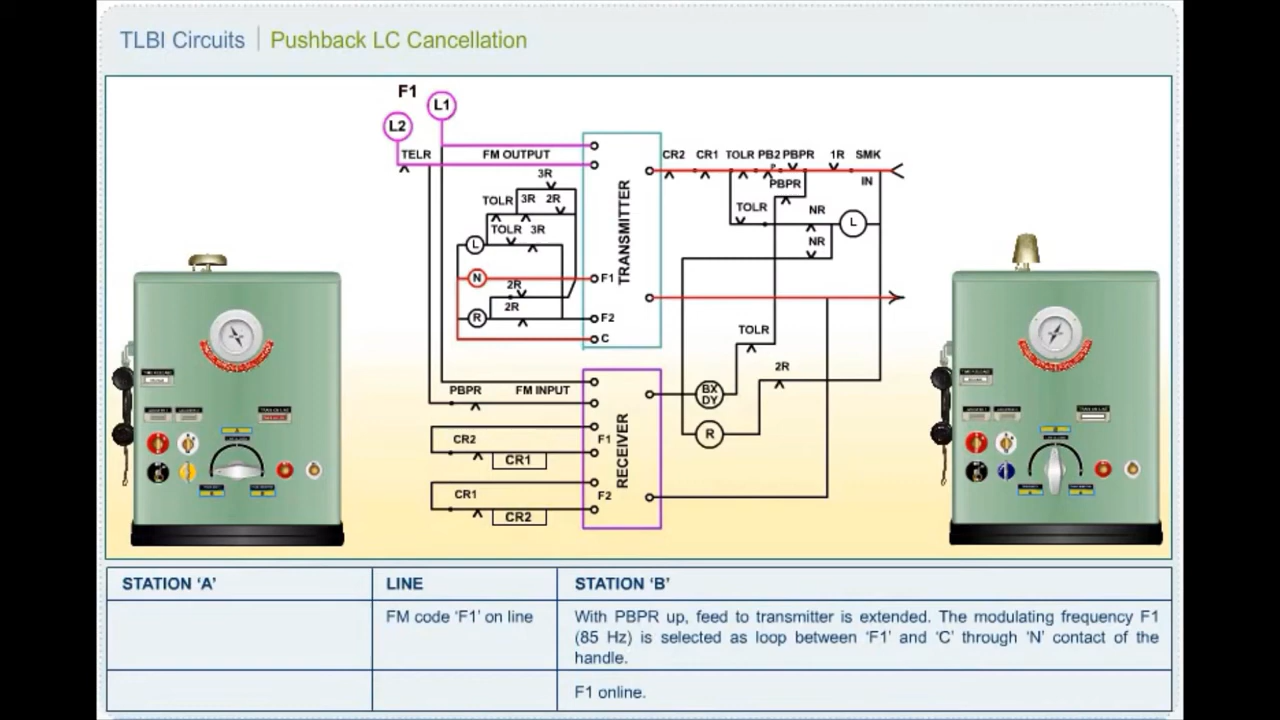 TLBI Circuits | Pushback LC Cancellation
F1
L1
L2
TELR
FM OUTPUT
3R
TOLR 3R 2R
TOLR 3R
L
N
2R
2R
R
F1
F2
C
TRANSMITTER
CR2 CR1 TOLR PB2 PBPR 1R SMK
P
IN
PBPR
TOLR
NR
L
NR
TOLR
2R
BX
DY
R
PBPR
FM INPUT
CR2
CR1
F1
CR1
CR2
F2
RECEIVER
STATION ‘A’
LINE
STATION ‘B’
FM code ‘F1’ on line
With PBPR up, feed to transmitter is extended. The modulating frequency F1
(85 Hz) is selected as loop between ‘F1’ and ‘C’ through ‘N’ contact of the
handle.
F1 online.